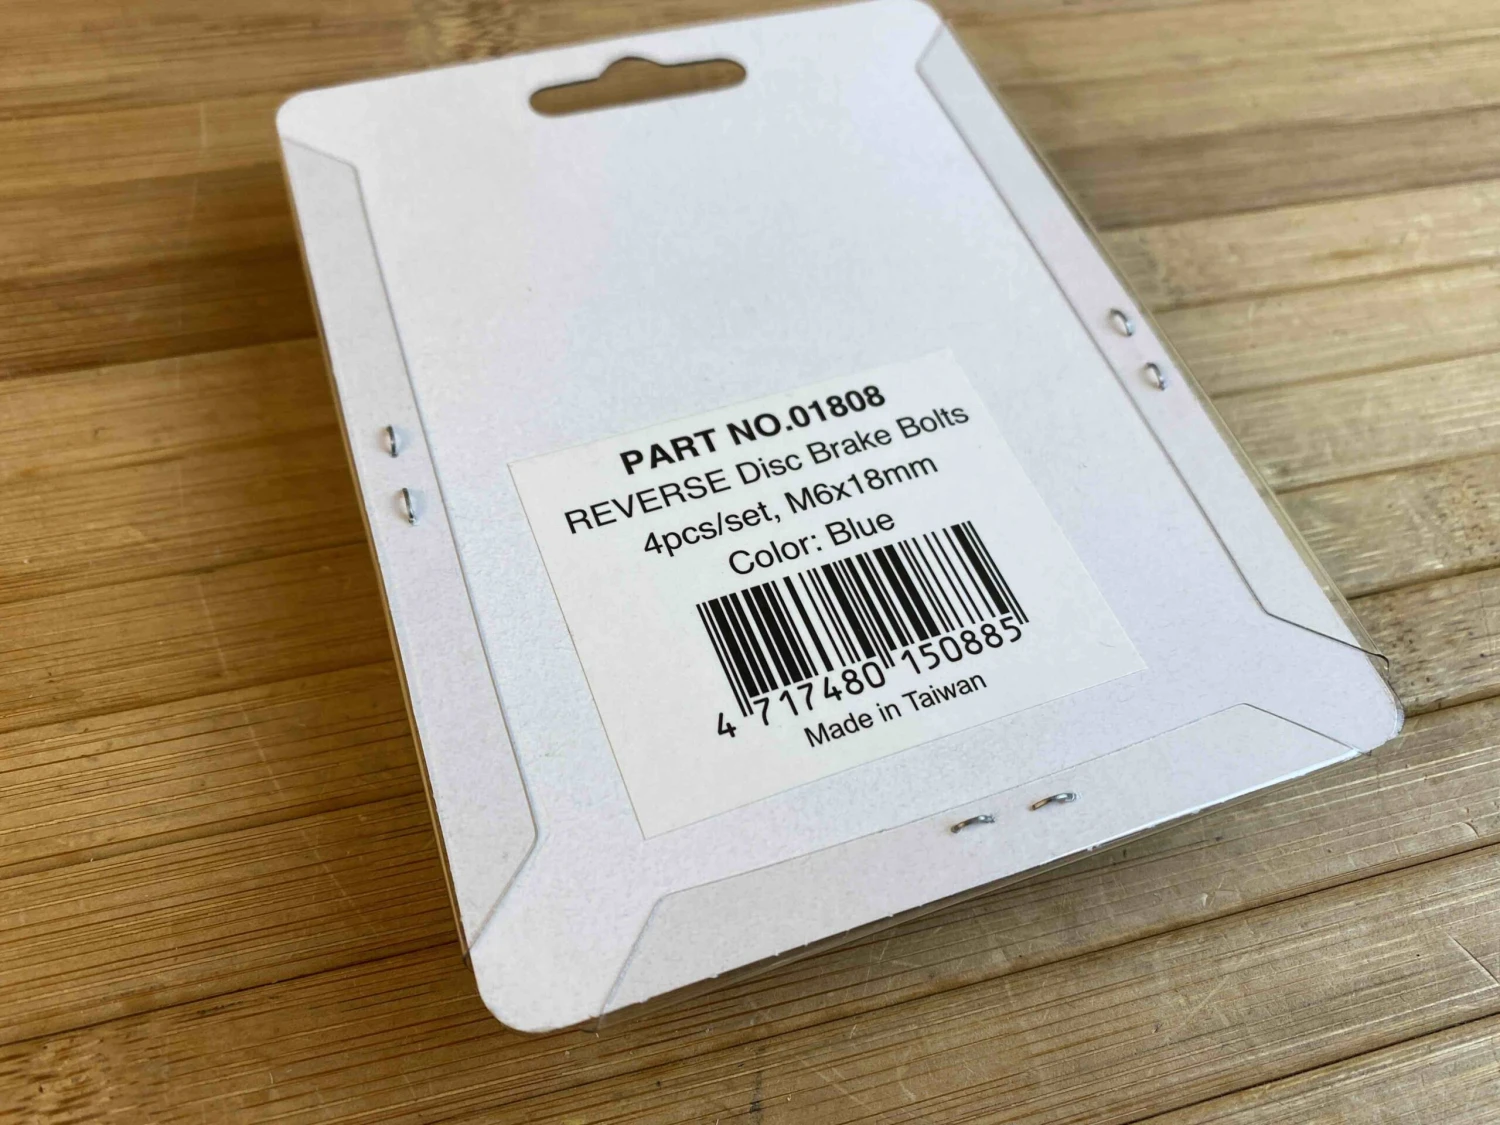 PART NO.01808
REVERSE Disc Brake Bolts
4pcs/set, M6x18mm
Color: Blue
4 717480 150885
Made in Taiwan